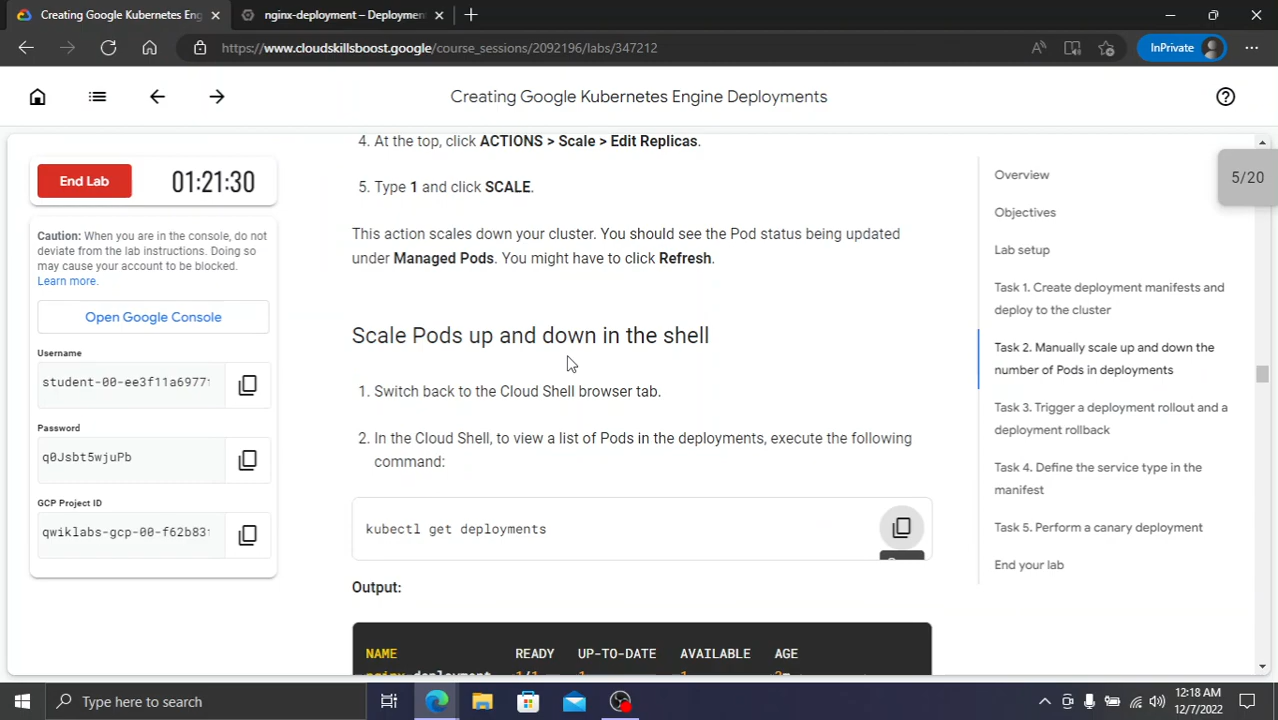 Creating Google Kubernetes Eng
nginx-deployment – Deployment
https://www.cloudskillsboost.google/course_sessions/2092196/labs/347212
InPrivate
Creating Google Kubernetes Engine Deployments
End Lab
01:21:30
Caution: When you are in the console, do not
deviate from the lab instructions. Doing so
may cause your account to be blocked.
Learn more.
Open Google Console
Username
student-00-ee3f11a6977
Password
q0Jsbt5wjuPb
GCP Project ID
qwiklabs-gcp-00-f62b83
4. At the top, click ACTIONS > Scale > Edit Replicas.
5. Type 1 and click SCALE.
This action scales down your cluster. You should see the Pod status being updated
under Managed Pods. You might have to click Refresh.
Scale Pods up and down in the shell
1. Switch back to the Cloud Shell browser tab.
2. In the Cloud Shell, to view a list of Pods in the deployments, execute the following
command:
kubectl get deployments
Output:
NAME READY UP-TO-DATE AVAILABLE AGE
Overview
Objectives
Lab setup
Task 1. Create deployment manifests and
deploy to the cluster
Task 2. Manually scale up and down the
number of Pods in deployments
Task 3. Trigger a deployment rollout and a
deployment rollback
Task 4. Define the service type in the
manifest
Task 5. Perform a canary deployment
End your lab
5/20
Type here to search
12:18 AM
12/7/2022